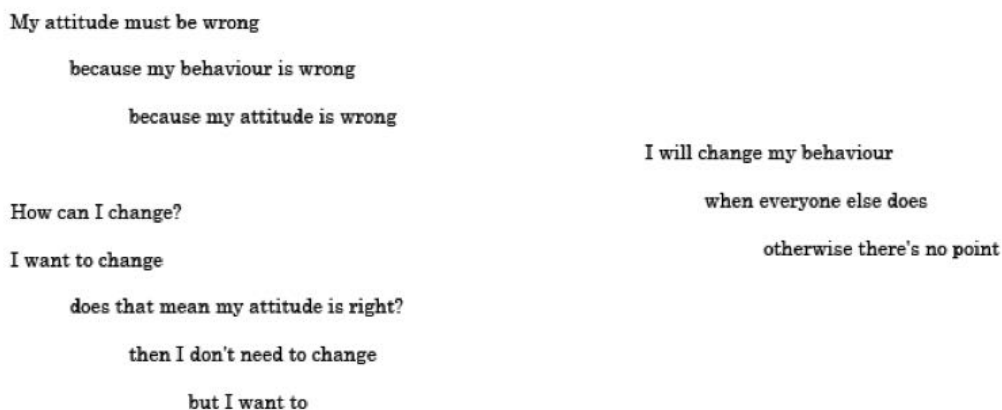 My attitude must be wrong
because my behaviour is wrong
because my attitude is wrong
How can I change?
I want to change
does that mean my attitude is right?
then I don't need to change
but I want to
I will change my behaviour
when everyone else does
otherwise there's no point